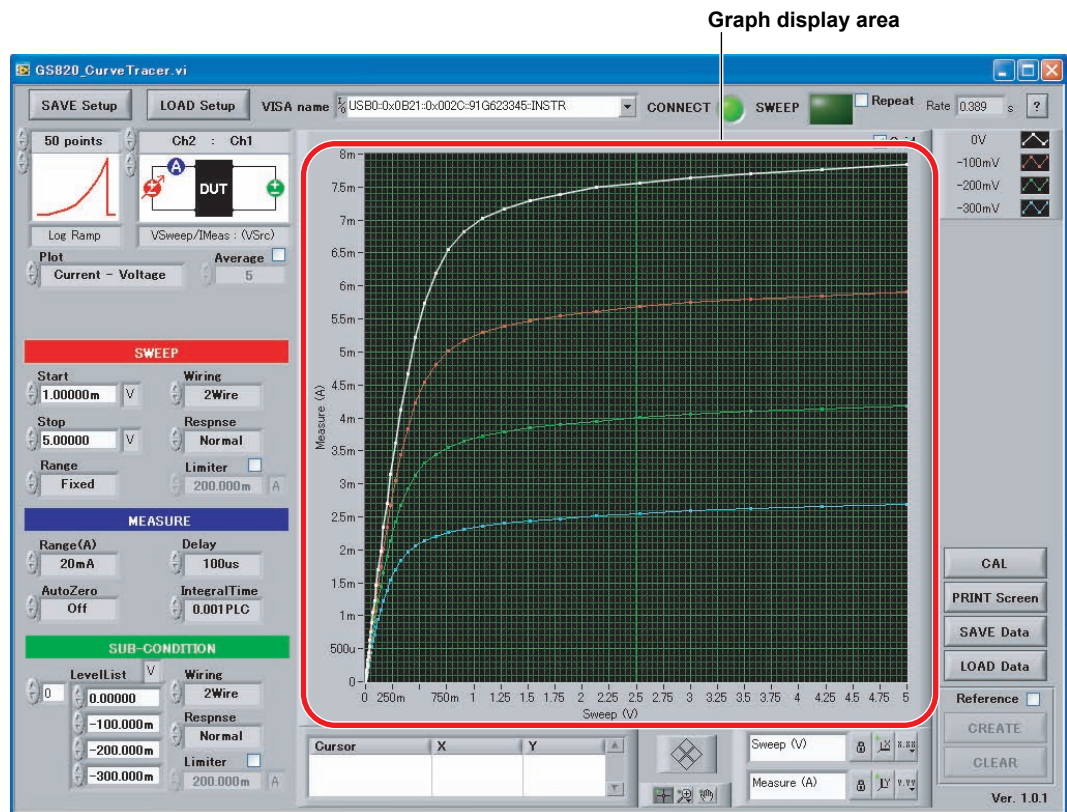 Graph display area
GS820_CurveTracer.vi
SAVE Setup LOAD Setup VISA name USB0::0x0B21::0x002C::91G623345::INSTR CONNECT SWEEP Repeat Rate 0.389 s ?
50 points Ch2 : Ch1
A DUT
Log Ramp VSweep/IMeas : (VSrc)
Plot Average
Current - Voltage 5
SWEEP
Start Wiring
1.00000m V 2Wire
Stop Respnse
5.00000 V Normal
Range Limiter
Fixed 200.000m A
MEASURE
Range(A) Delay
20mA 100us
AutoZero IntegralTime
Off 0.001PLC
SUB-CONDITION
LevelList V Wiring
0 0.00000 2Wire
-100.000m Respnse
-200.000m Normal
-300.000m Limiter
200.000m A
8m
7.5m
7m
6.5m
6m
5.5m
5m
4.5m
4m
3.5m
3m
2.5m
2m
1.5m
1m
500u
0
Measure (A)
0 250m 750m 1 1.25 1.5 1.75 2 2.25 2.5 2.75 3 3.25 3.5 3.75 4 4.25 4.5 4.75 5
Sweep (V)
0V
-100mV
-200mV
-300mV
CAL
PRINT Screen
SAVE Data
LOAD Data
Reference
CREATE
CLEAR
Cursor X Y
Sweep (V) X X.XX
Measure (A) Y Y.YY
Ver. 1.0.1